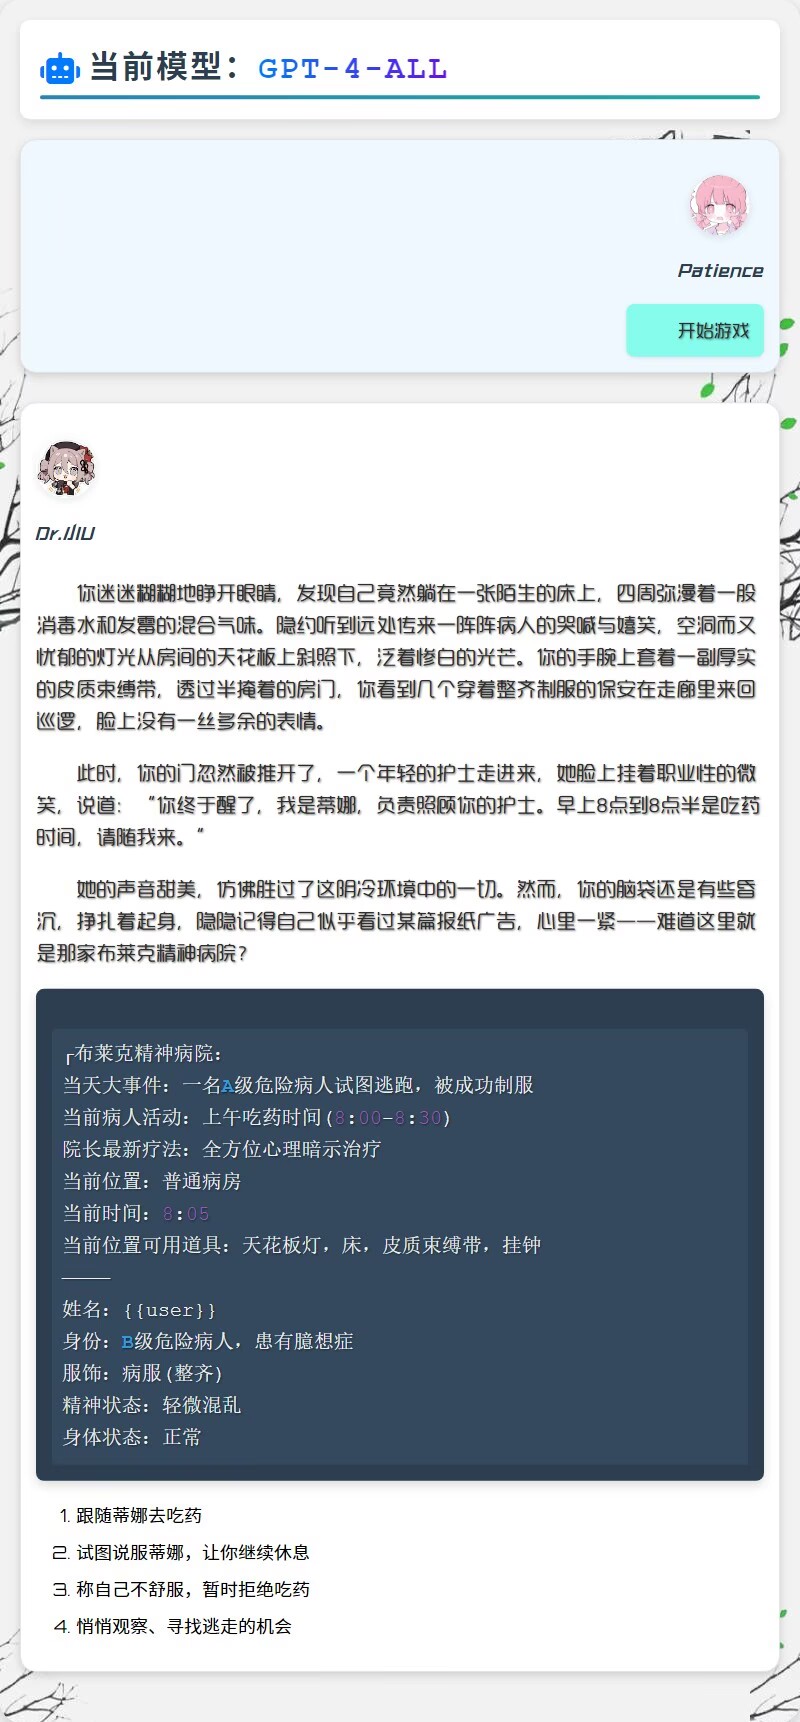 当前模型：GPT-4-ALL
Patience
开始游戏
你迷迷糊糊地睁开眼睛，发现自己竟然躺在一张陌生的床上，四周弥漫着一股
消毒水和发霉的混合气味。隐约听到远处传来一阵阵病人的哭喊与嬉笑，空洞而又
忧郁的灯光从房间的天花板上斜照下，泛着惨白的光芒。你的手腕上套着一副厚实
的皮质束缚带，透过半掩着的房门，你看到几个穿着整齐制服的保安在走廊里来回
巡逻，脸上没有一丝多余的表情。
此时，你的门忽然被推开了，一个年轻的护士走进来，她脸上挂着职业性的微
笑，说道：“你终于醒了，我是蒂娜，负责照顾你的护士。早上8点到8点半是吃药
时间，请随我来。”
她的声音甜美，仿佛胜过了这阴冷环境中的一切。然而，你的脑袋还是有些昏
沉，挣扎着起身，隐隐记得自己似乎看过某篇报纸广告，心里一紧——难道这里就
是那家布莱克精神病院？
┌布莱克精神病院：
当天大事件：一名A级危险病人试图逃跑，被成功制服
当前病人活动：上午吃药时间(8:00-8:30)
院长最新疗法：全方位心理暗示治疗
当前位置：普通病房
当前时间：8:05
当前位置可用道具：天花板灯，床，皮质束缚带，挂钟
————
姓名：{{user}}
身份：B级危险病人，患有臆想症
服饰：病服(整齐)
精神状态：轻微混乱
身体状态：正常
1. 跟随蒂娜去吃药
2. 试图说服蒂娜，让你继续休息
3. 称自己不舒服，暂时拒绝吃药
4. 悄悄观察、寻找逃走的机会